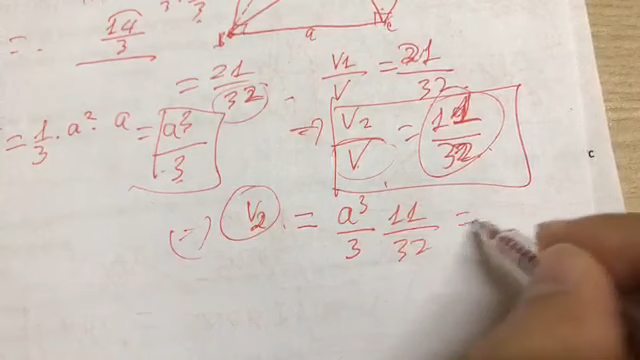 = . 14/3
= 21/32 . V1/V = 21/32
= 1/3 . a². a = a³/3 => V2/V = 11/32
=) V2 = a³/3 11/32 =
a
c